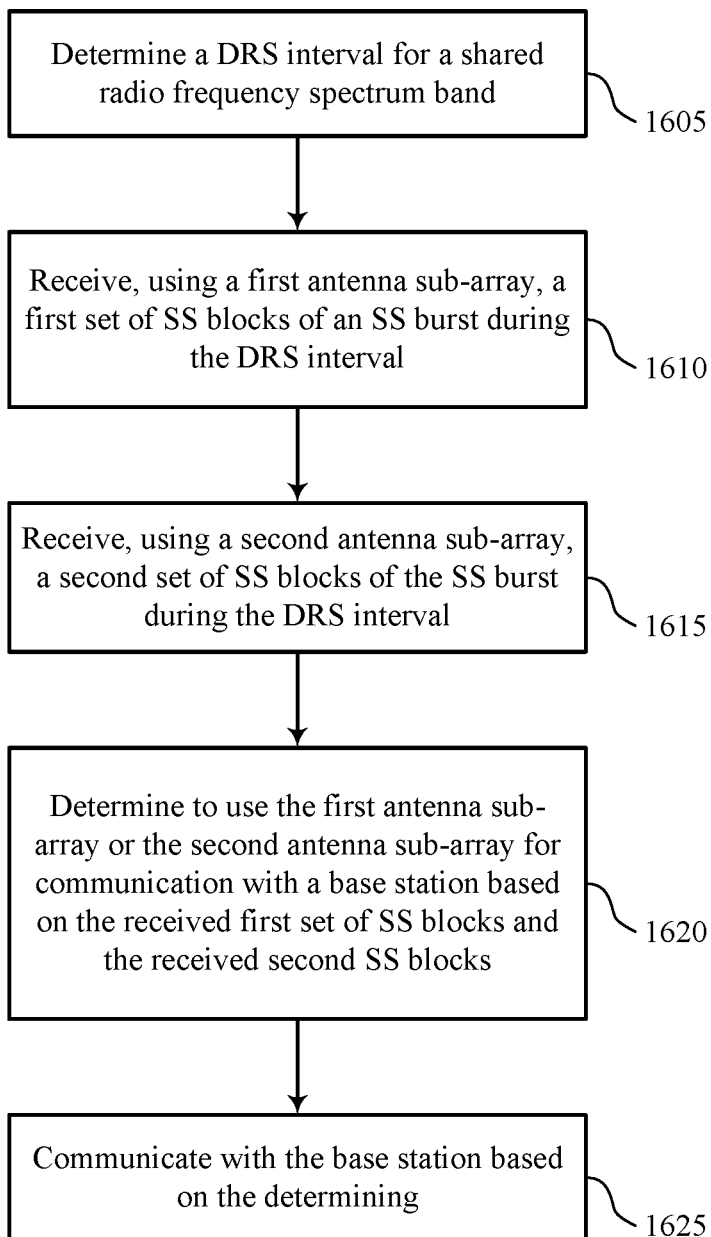 Determine a DRS interval for a shared
radio frequency spectrum band
1605
Receive, using a first antenna sub-array, a
first set of SS blocks of an SS burst during
the DRS interval
1610
Receive, using a second antenna sub-array,
a second set of SS blocks of the SS burst
during the DRS interval
1615
Determine to use the first antenna sub-
array or the second antenna sub-array for
communication with a base station based
on the received first set of SS blocks and
the received second SS blocks
1620
Communicate with the base station based
on the determining
1625